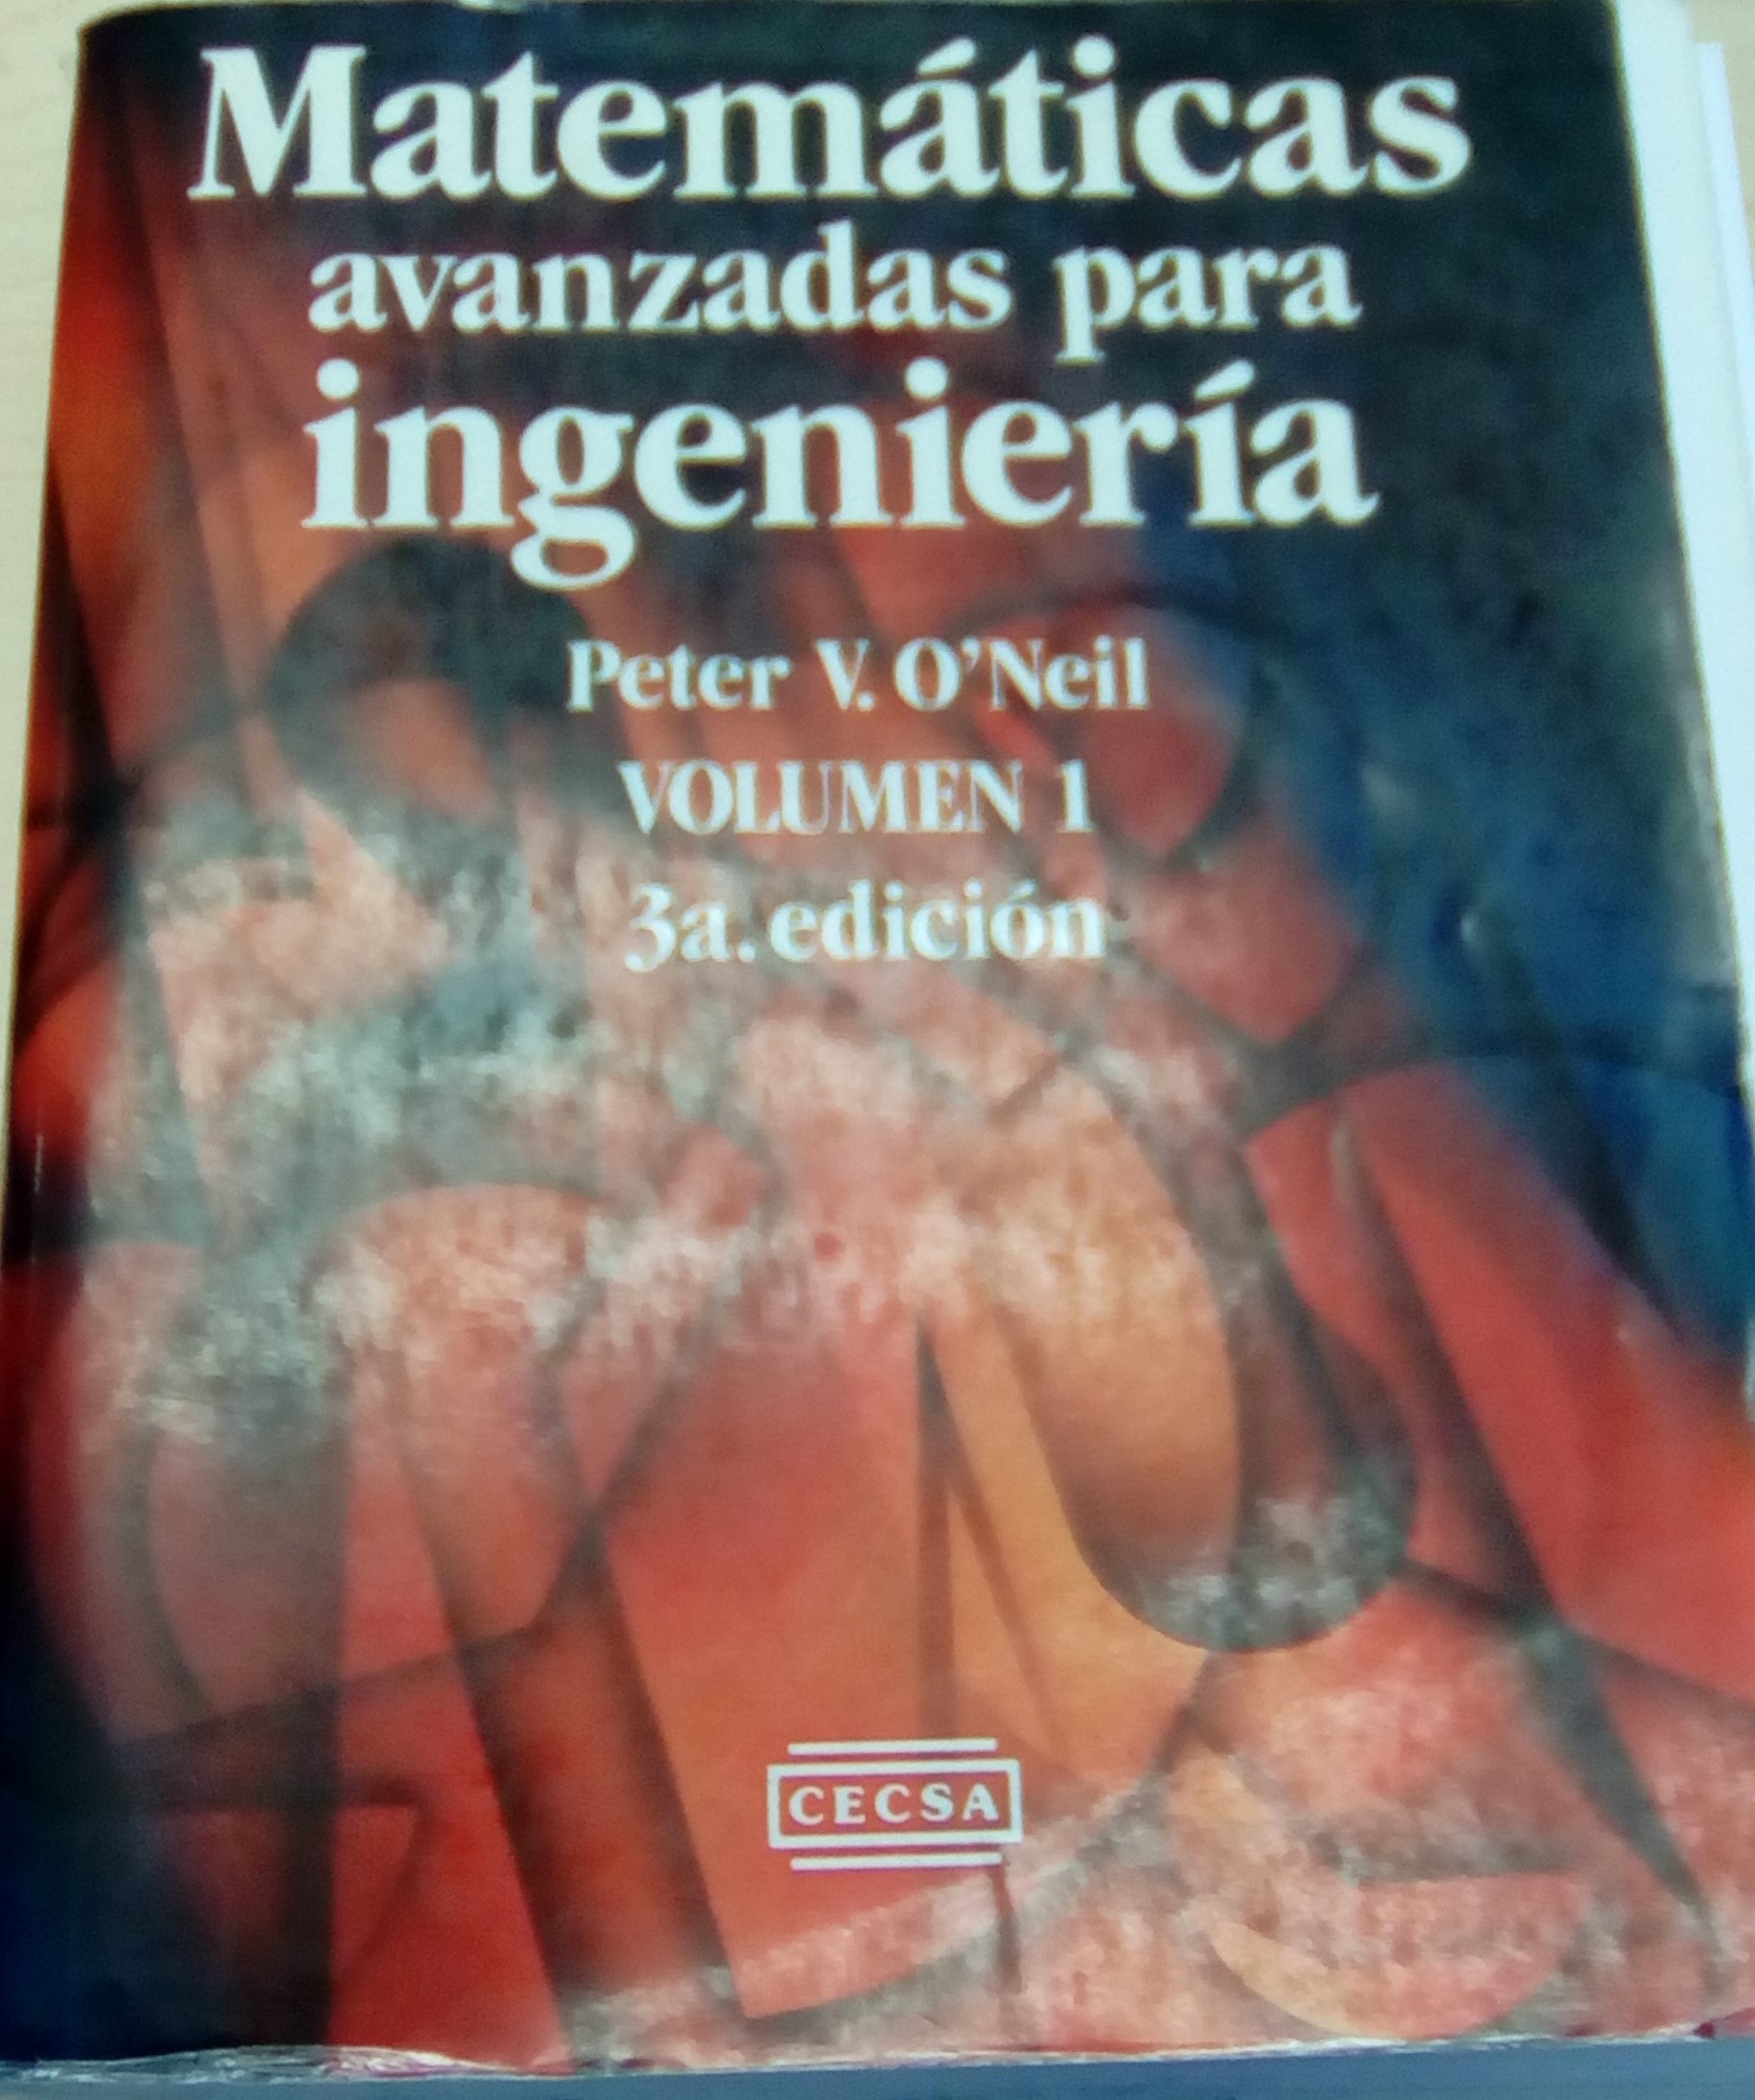 Matemáticas
avanzadas para
ingeniería
Peter V. O'Neil
VOLUMEN 1
3a. edición
CECSA